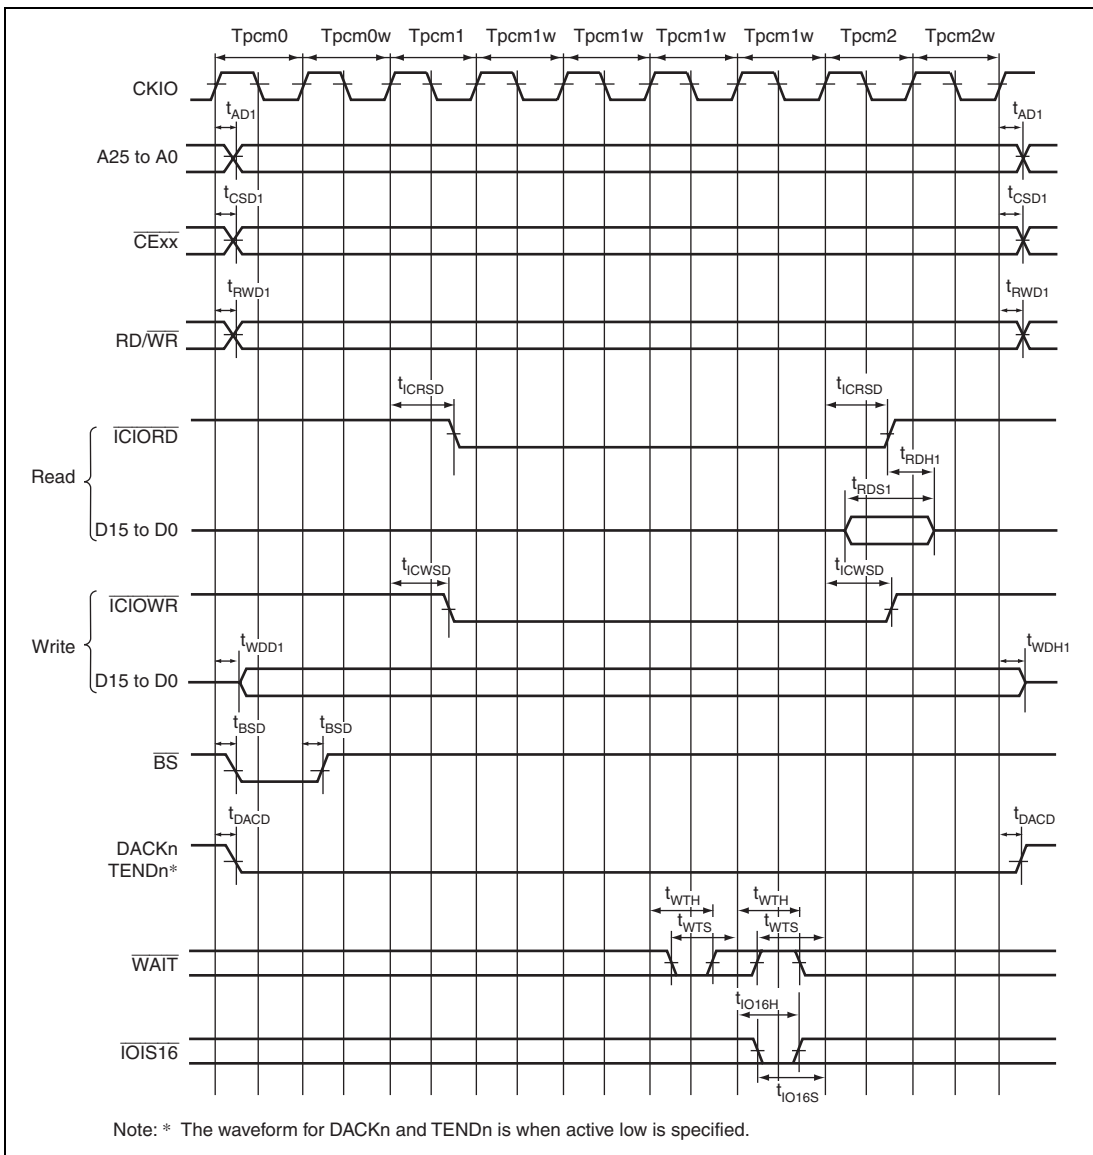 Tpcm0 Tpcm0w Tpcm1 Tpcm1w Tpcm1w Tpcm1w Tpcm1w Tpcm2 Tpcm2w
CKIO
tAD1 tAD1
A25 to A0
tCSD1 tCSD1
CExx
tRWD1 tRWD1
RD/WR
tICRSD tICRSD
ICIORD
tRDH1
Read
tRDS1
D15 to D0
tICWSD tICWSD
ICIOWR
Write
tWDD1 tWDH1
D15 to D0
tBSD tBSD
BS
tDACD tDACD
DACKn
TENDn*
tWTH tWTH
tWTS tWTS
WAIT
tIO16H
IOIS16
tIO16S
Note: * The waveform for DACKn and TENDn is when active low is specified.